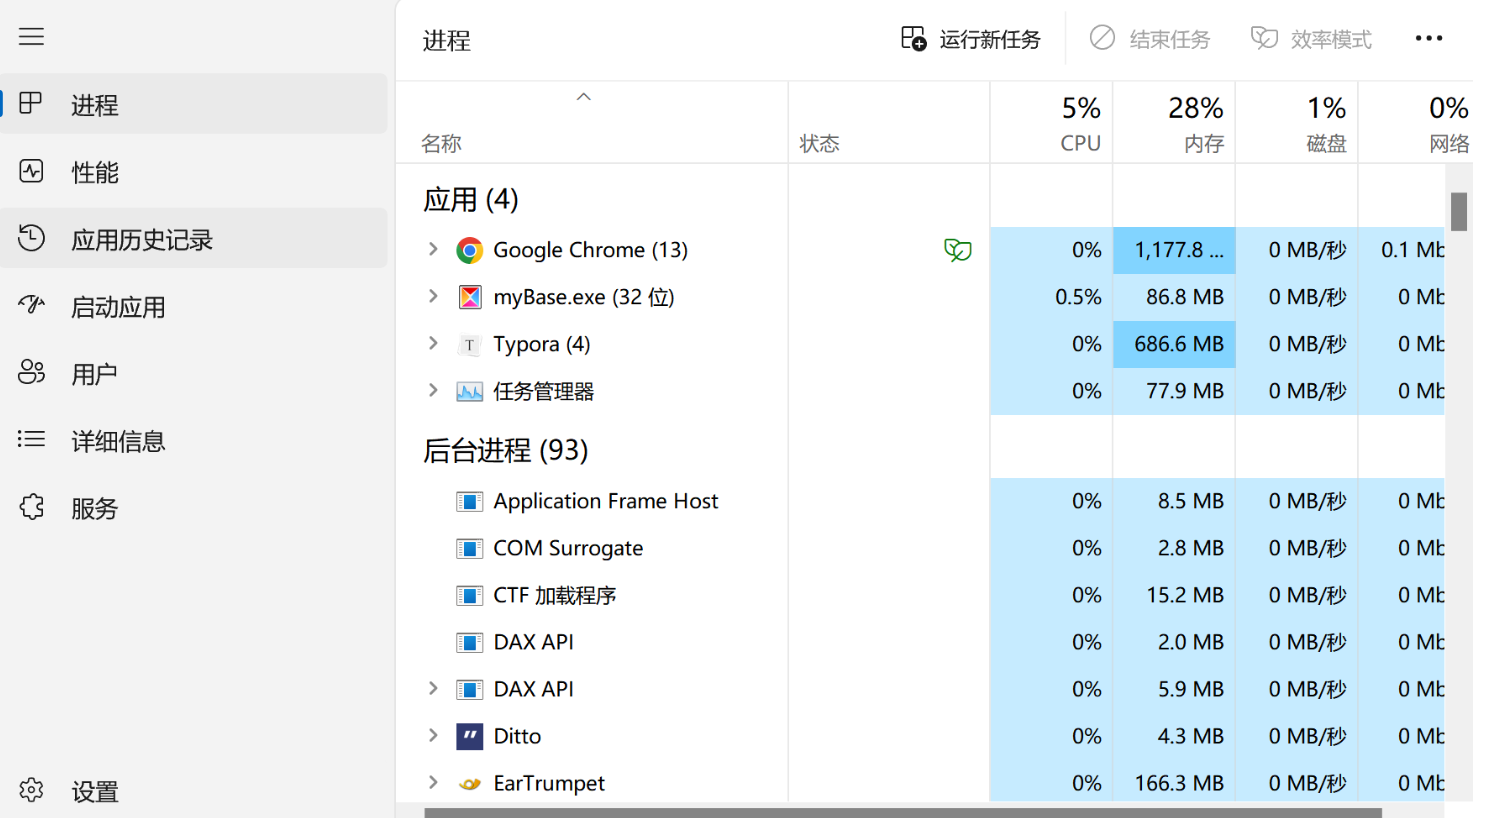 进程
运行新任务
结束任务
效率模式
进程
性能
应用历史记录
启动应用
用户
详细信息
服务
设置
5% 28% 1% 0%
名称 状态 CPU 内存 磁盘 网络
应用 (4)
Google Chrome (13) 0% 1,177.8 ... 0 MB/秒 0.1 Mb
myBase.exe (32 位) 0.5% 86.8 MB 0 MB/秒 0 Mb
T Typora (4) 0% 686.6 MB 0 MB/秒 0 Mb
任务管理器 0% 77.9 MB 0 MB/秒 0 Mb
后台进程 (93)
Application Frame Host 0% 8.5 MB 0 MB/秒 0 Mb
COM Surrogate 0% 2.8 MB 0 MB/秒 0 Mb
CTF 加载程序 0% 15.2 MB 0 MB/秒 0 Mb
DAX API 0% 2.0 MB 0 MB/秒 0 Mb
DAX API 0% 5.9 MB 0 MB/秒 0 Mb
Ditto 0% 4.3 MB 0 MB/秒 0 Mb
EarTrumpet 0% 166.3 MB 0 MB/秒 0 Mb